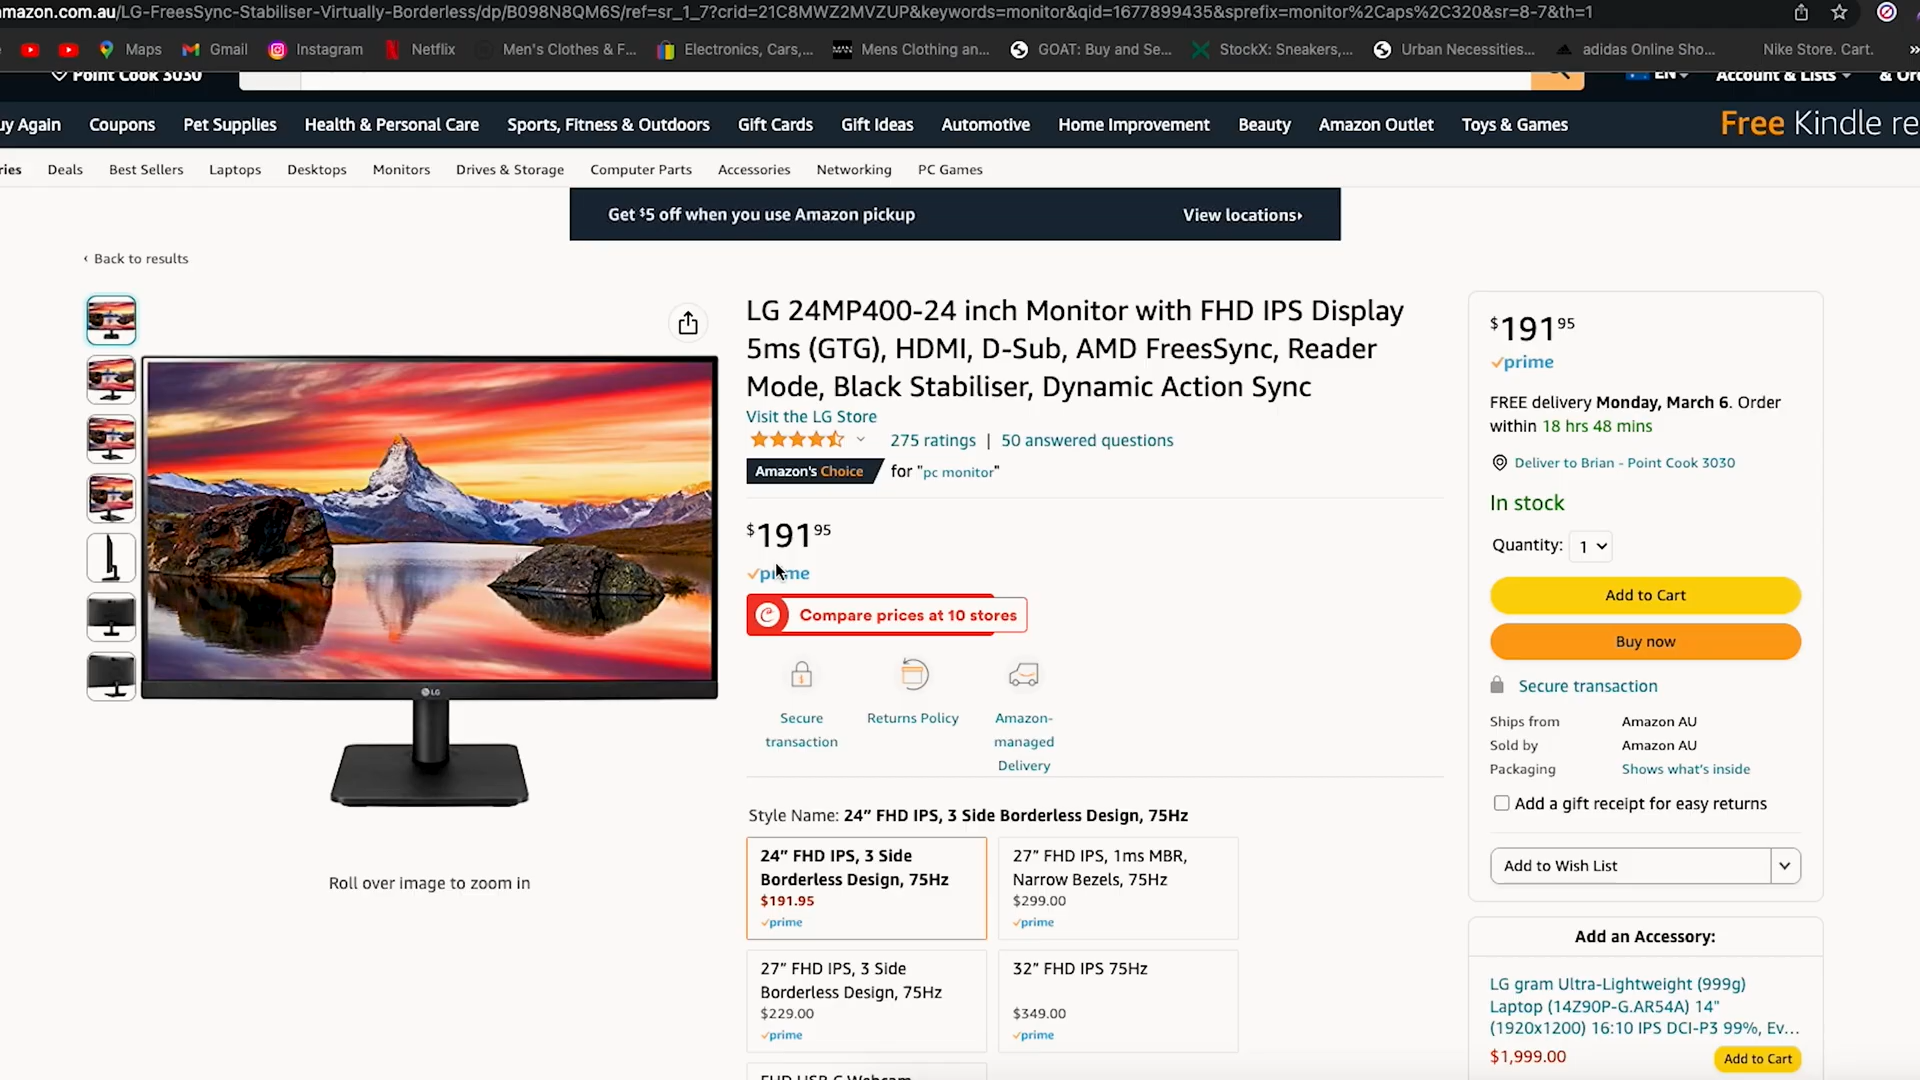 amazon.com.au/LG-FreesSync-Stabiliser-Virtually-Borderless/dp/B098N8QM6S/ref=sr_1_7?crid=21C8MWZ2MVZUP&keywords=monitor&qid=1677899435&sprefix=monitor%2Caps%2C320&sr=8-7&th=1
Maps Gmail Instagram Netflix Men's Clothes & F... Electronics, Cars,... Mens Clothing an... GOAT: Buy and Se... StockX: Sneakers,... Urban Necessities... adidas Online Sho... Nike Store. Cart. »
Point Cook 3030 EN Account & Lists
uy Again Coupons Pet Supplies Health & Personal Care Sports, Fitness & Outdoors Gift Cards Gift Ideas Automotive Home Improvement Beauty Amazon Outlet Toys & Games Free Kindle re
ries Deals Best Sellers Laptops Desktops Monitors Drives & Storage Computer Parts Accessories Networking PC Games
Get $5 off when you use Amazon pickup View locations▸
‹ Back to results
LG
Roll over image to zoom in
LG 24MP400-24 inch Monitor with FHD IPS Display
5ms (GTG), HDMI, D-Sub, AMD FreesSync, Reader
Mode, Black Stabiliser, Dynamic Action Sync
Visit the LG Store
275 ratings | 50 answered questions
Amazon's Choice for "pc monitor"
$191 95
prime
Compare prices at 10 stores
Secure
transaction
Returns Policy
Amazon-
managed
Delivery
Style Name: 24” FHD IPS, 3 Side Borderless Design, 75Hz
24” FHD IPS, 3 Side
Borderless Design, 75Hz
$191.95
prime
27” FHD IPS, 1ms MBR,
Narrow Bezels, 75Hz
$299.00
prime
27” FHD IPS, 3 Side
Borderless Design, 75Hz
$229.00
prime
32” FHD IPS 75Hz
$349.00
prime
FHD USB-C Webcam
$191 95
prime
FREE delivery Monday, March 6. Order
within 18 hrs 48 mins
Deliver to Brian - Point Cook 3030
In stock
Quantity: 1
Add to Cart
Buy now
Secure transaction
Ships from Amazon AU
Sold by Amazon AU
Packaging Shows what's inside
Add a gift receipt for easy returns
Add to Wish List
Add an Accessory:
LG gram Ultra-Lightweight (999g)
Laptop (14Z90P-G.AR54A) 14"
(1920x1200) 16:10 IPS DCI-P3 99%, Ev...
$1,999.00 Add to Cart